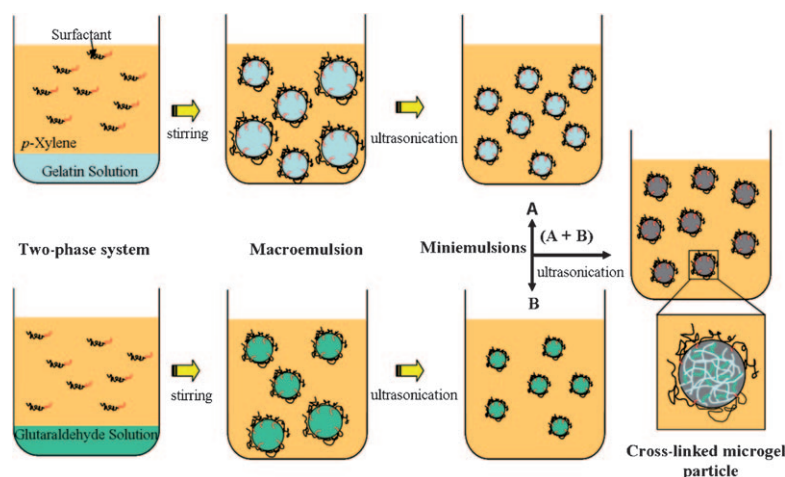 Surfactant
p-Xylene
Gelatin Solution
stirring
ultrasonication
Two-phase system
Macroemulsion
Miniemulsions
A
(A + B)
ultrasonication
B
Glutaraldehyde Solution
stirring
ultrasonication
Cross-linked microgel
particle